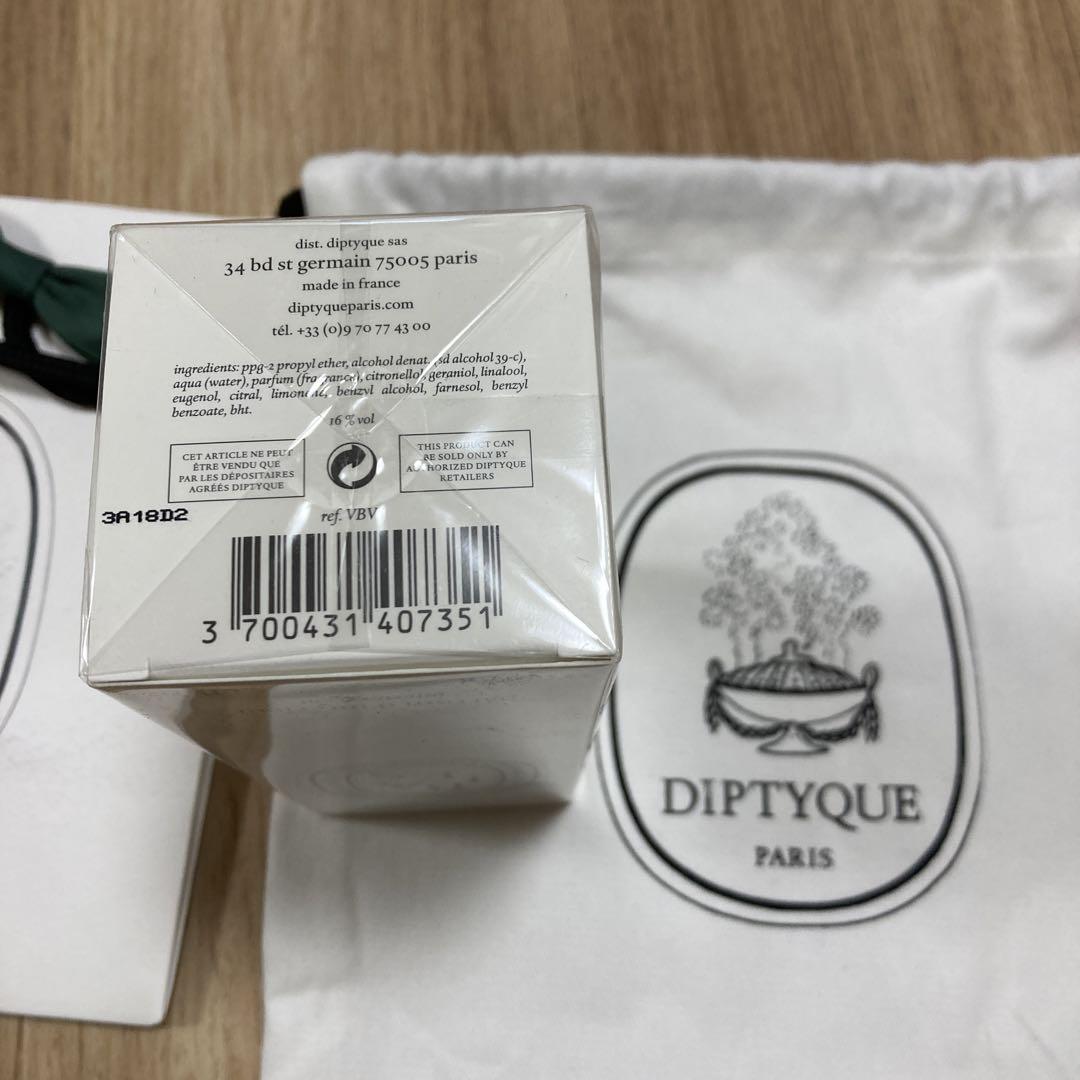 dist. diptyque sas
34 bd st germain 75005 paris
made in france
diptyqueparis.com
tél. +33 (0)9 70 77 43 00
ingredients: ppg-2 propyl ether, alcohol denat. (sd alcohol 39-c),
aqua (water), parfum (fragrance), citronellol, geraniol, linalool,
eugenol, citral, limonene, benzyl alcohol, farnesol, benzyl
benzoate, bht.
16 % vol
CET ARTICLE NE PEUT
ÊTRE VENDU QUE
PAR LES DÉPOSITAIRES
AGRÉÉS DIPTYQUE
THIS PRODUCT CAN
BE SOLD ONLY BY
AUTHORIZED DIPTYQUE
RETAILERS
3A18D2
ref. VBV
3 700431 407351
DIPTYQUE
PARIS